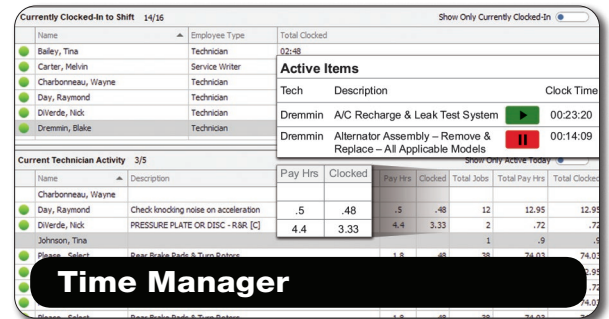 Currently Clocked-In to Shift 14/16 Show Only Currently Clocked-In
Name Employee Type Total Clocked
Bailey, Tina Technician 02:48
Carter, Melvin Service Writer
Charbonneau, Wayne Technician
Day, Raymond Technician
DiVerde, Nick Technician
Dremmin, Blake Technician
Active Items
Tech Description Clock Time
Dremmin A/C Recharge & Leak Test System 00:23:20
Dremmin Alternator Assembly – Remove & 00:14:09
Replace – All Applicable Models
Current Technician Activity 3/5 Show Only Active Today
Name Description Pay Hrs Clocked Total Jobs Total Pay Hrs Total Clocked
Charbonneau, Wayne
Day, Raymond Check knocking noise on acceleration .5 .48 12 12.95 12.95
DiVerde, Nick PRESSURE PLATE OR DISC - R&R [C] 4.4 3.33 2 .72 .72
Johnson, Tina 1 .9
Please Select Rear Brake Pads & Turn Rotors 1.8 .48 38 74.03 74.03
Pay Hrs Clocked
.5 .48
4.4 3.33
Time Manager